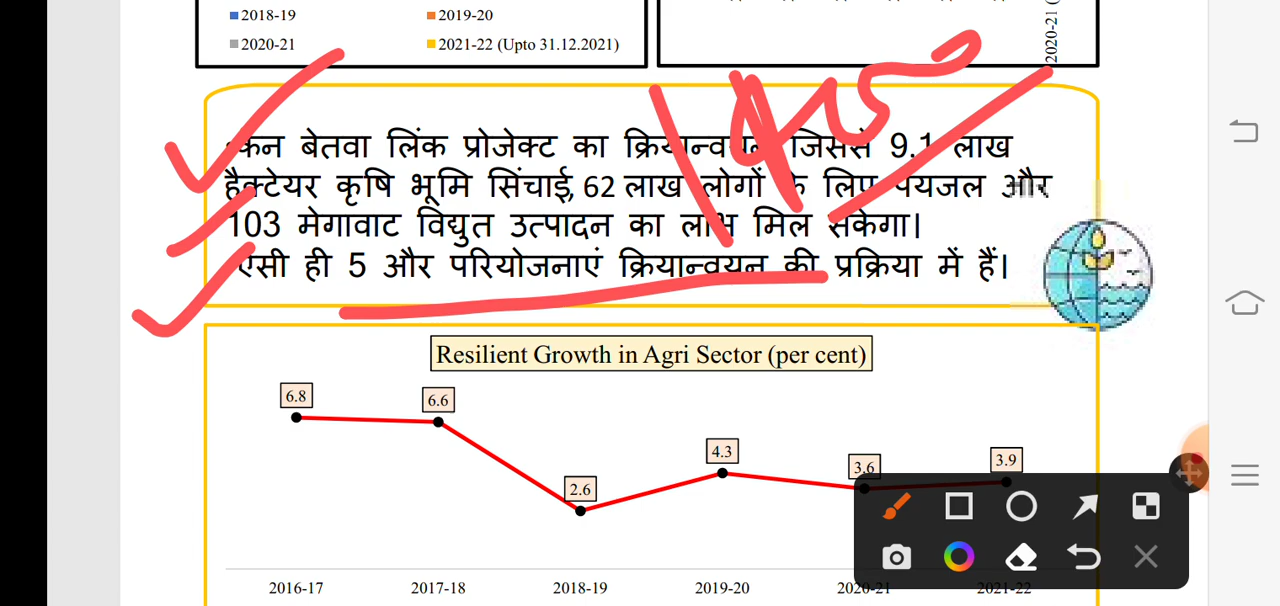 2018-19
2019-20
2020-21
2021-22 (Upto 31.12.2021)
2020-21 (
बेतवा लिंक प्रोजेक्ट का क्रियान्वयन जिससे 9.1 लाख
हैक्टेयर कृषि भूमि सिंचाई, 62 लाख लोगों के लिए पेयजल और
103 मेगावाट विद्युत उत्पादन का लाभ मिल सकेगा।
ऐसी ही 5 और परियोजनाएं क्रियान्वयन की प्रक्रिया में हैं।
Resilient Growth in Agri Sector (per cent)
6.8
6.6
2.6
4.3
3.6
3.9
2016-17
2017-18
2018-19
2019-20
2020-21
2021-22